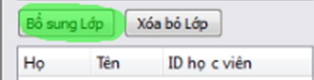 Bổ sung Lớp Xóa bỏ Lớp
Họ Tên ID họ c viên